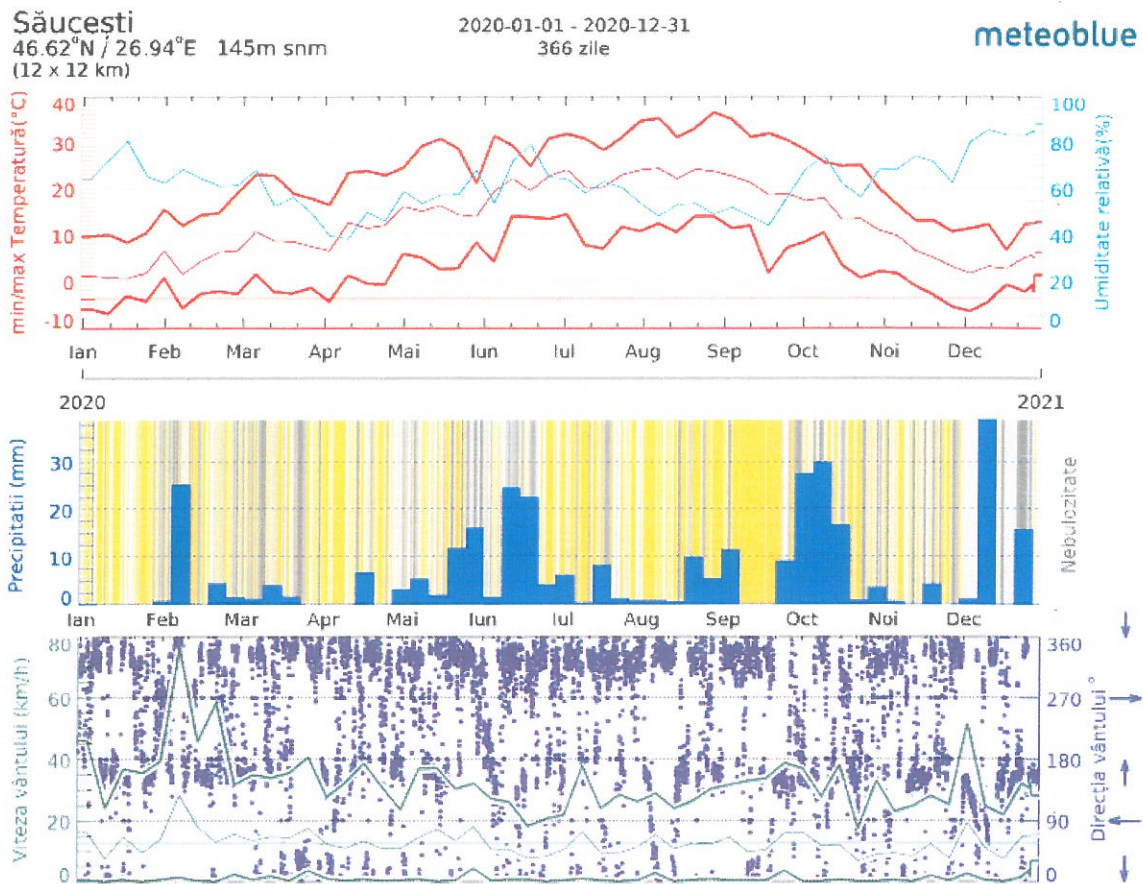 Săucești
46.62°N / 26.94°E 145m snm
(12 x 12 km)
2020-01-01 - 2020-12-31
366 zile
meteoblue
min/max Temperatură(°C)
40
30
20
10
0
-10
100
80
60
40
20
0
Umiditate relativă(%)
Ian Feb Mar Apr Mai Iun Iul Aug Sep Oct Noi Dec
2020 2021
Precipitatii (mm)
30
20
10
0
Nebulozitate
Ian Feb Mar Apr Mai Iun Iul Aug Sep Oct Noi Dec
Viteza vântului (km/h)
80
60
40
20
0
360
270
180
90
0
Direcția vântului °